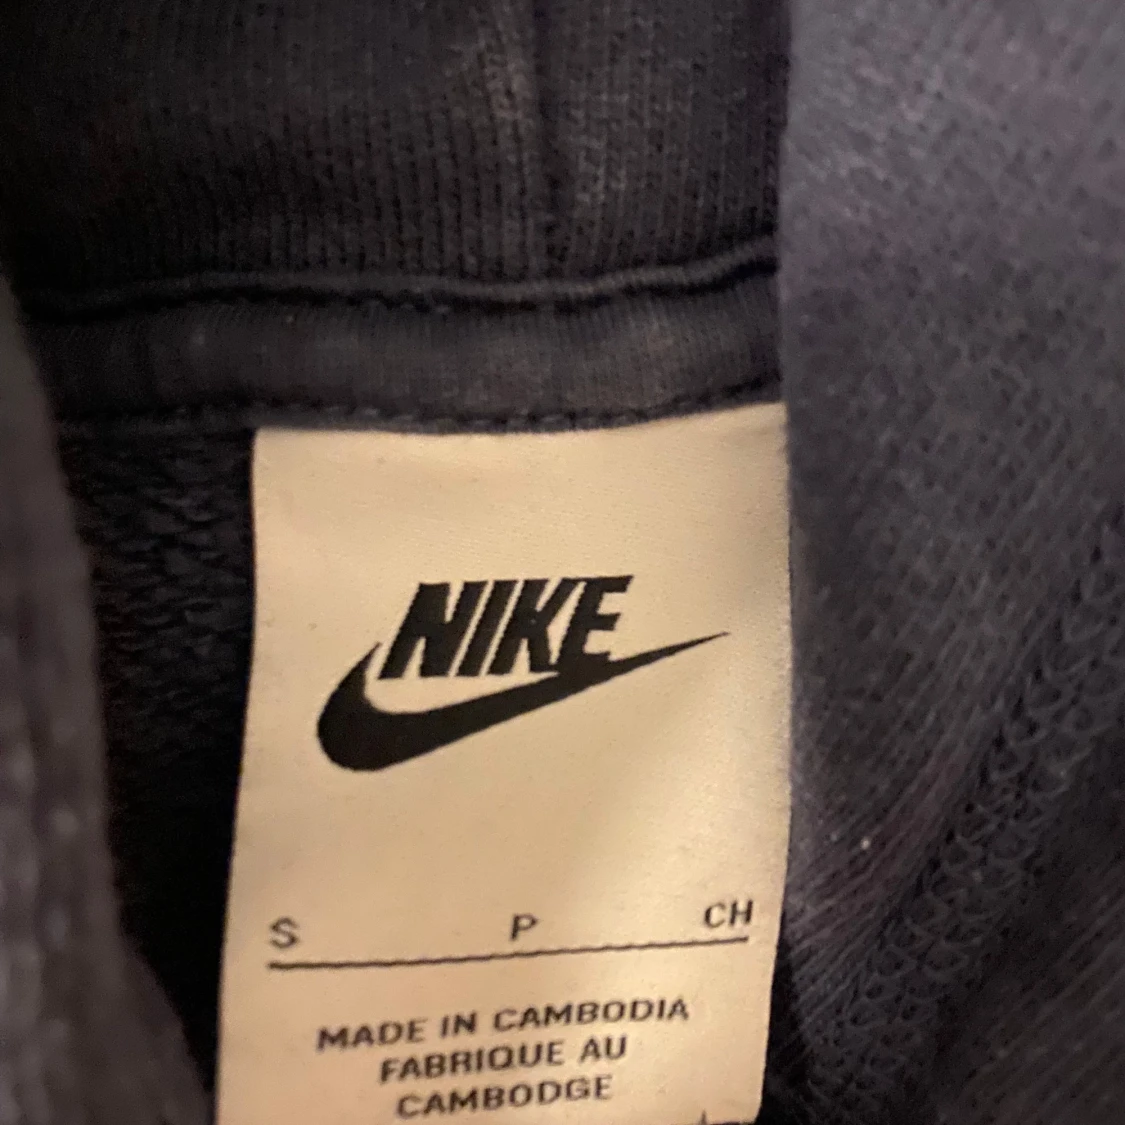 NIKE
S P CH
MADE IN CAMBODIA
FABRIQUE AU
CAMBODGE